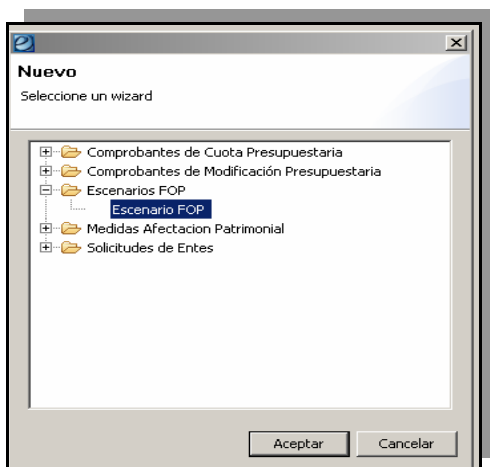 Nuevo
Seleccione un wizard
Comprobantes de Cuota Presupuestaria
Comprobantes de Modificación Presupuestaria
Escenarios FOP
Escenario FOP
Medidas Afectacion Patrimonial
Solicitudes de Entes
Aceptar Cancelar